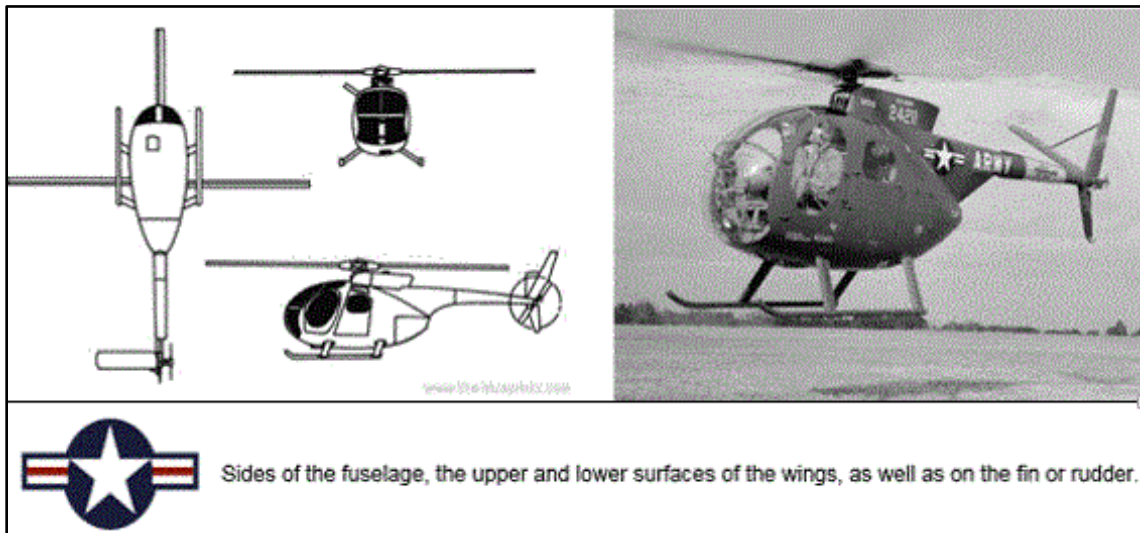 2420
ARMY
Sides of the fuselage, the upper and lower surfaces of the wings, as well as on the fin or rudder.